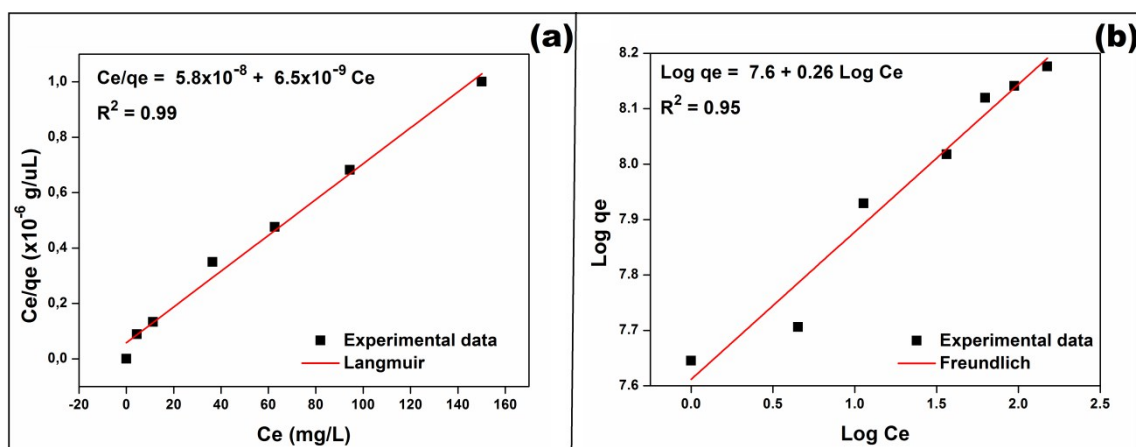 (a)
Ce/qe = 5.8x10⁻⁸ + 6.5x10⁻⁹ Ce
R² = 0.99
1,0
0,8
0,6
0,4
0,2
0,0
Ce/qe (x10⁻⁶ g/uL)
Experimental data
Langmuir
-20 0 20 40 60 80 100 120 140 160
Ce (mg/L)
(b)
Log qe = 7.6 + 0.26 Log Ce
R² = 0.95
8.2
8.1
8.0
7.9
7.8
7.7
7.6
Log qe
Experimental data
Freundlich
0.0 0.5 1.0 1.5 2.0 2.5
Log Ce